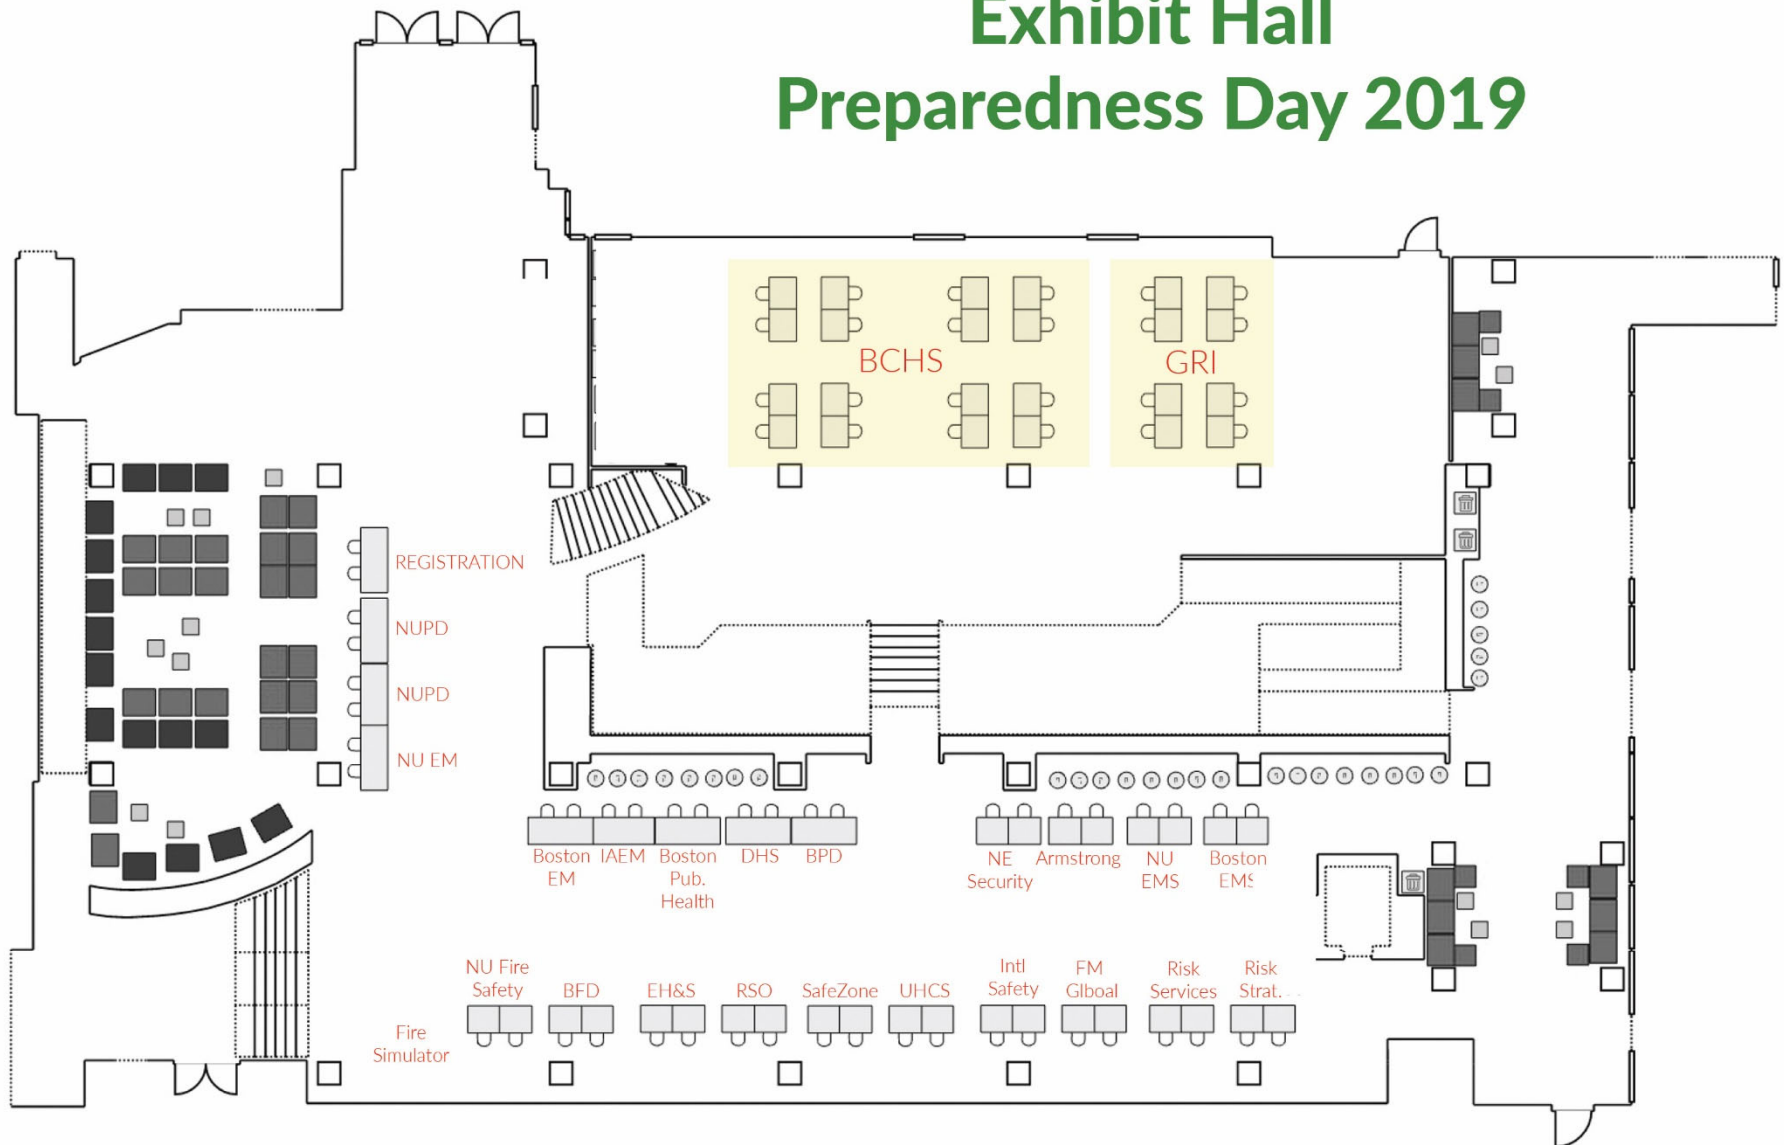 Exhibit Hall
Preparedness Day 2019
BCHS
GRI
REGISTRATION
NUPD
NUPD
NU EM
Boston
EM
IAEM
Boston
Pub.
Health
DHS
BPD
NE
Security
Armstrong
NU
EMS
Boston
EMS
NU Fire
Safety
BFD
EH&S
RSO
SafeZone
UHCS
Intl
Safety
FM
Glboal
Risk
Services
Risk
Strat.
Fire
Simulator